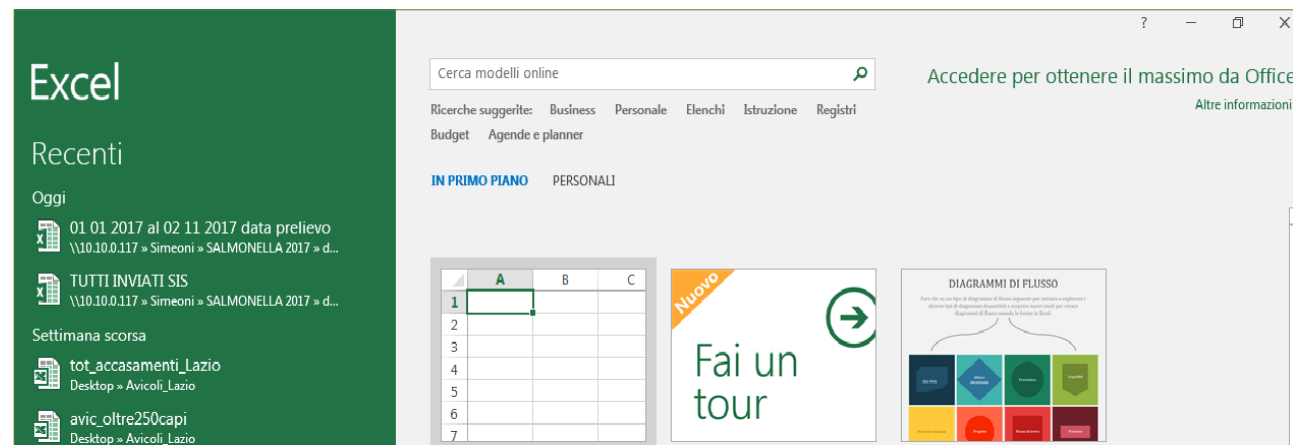 ?
Excel
Recenti
Oggi
01 01 2017 al 02 11 2017 data prelievo
\\10.10.0.117 » Simeoni » SALMONELLA 2017 » d...
TUTTI INVIATI SIS
\\10.10.0.117 » Simeoni » SALMONELLA 2017 » d...
Settimana scorsa
tot_accasamenti_Lazio
Desktop » Avicoli_Lazio
avic_oltre250capi
Desktop » Avicoli_Lazio
Cerca modelli online
Accedere per ottenere il massimo da Office
Altre informazioni
Ricerche suggerite: Business Personale Elenchi Istruzione Registri
Budget Agende e planner
IN PRIMO PIANO PERSONALI
A B C
1
2
3
4
5
6
7
Nuovo
Fai un
tour
DIAGRAMMI DI FLUSSO